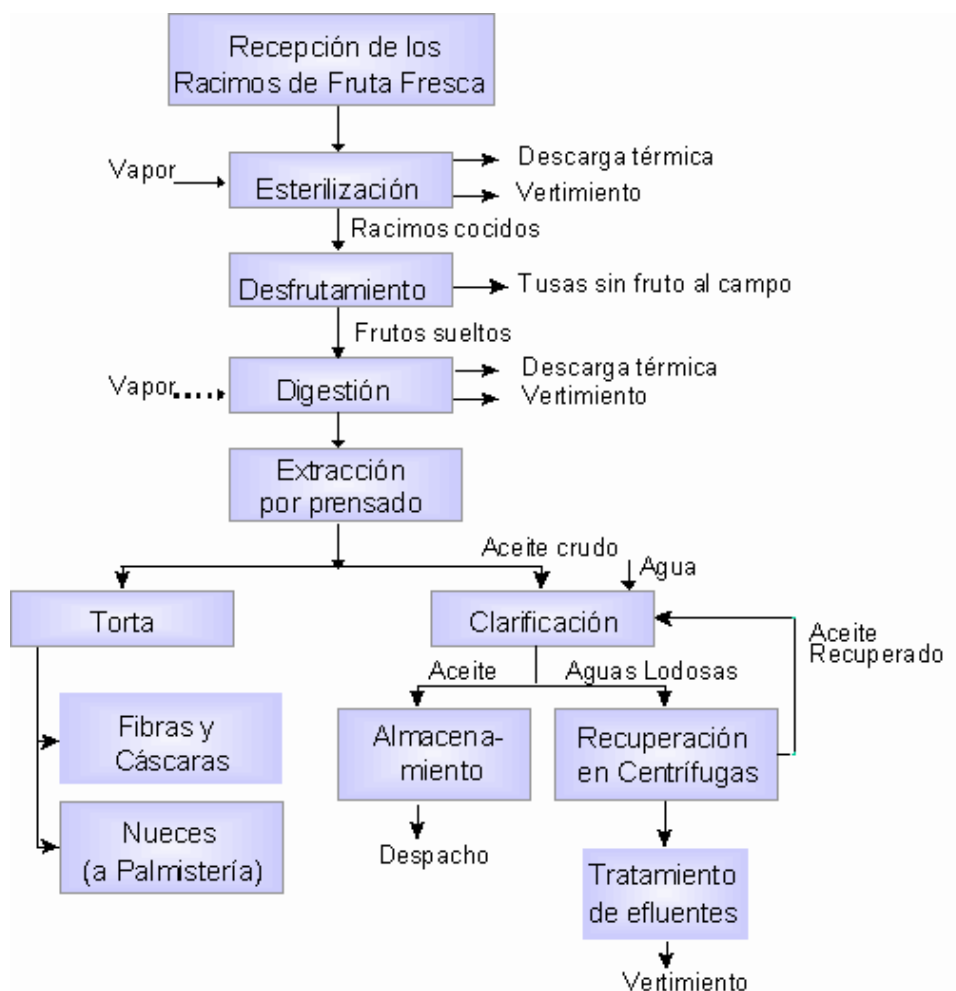 Recepción de los
Racimos de Fruta Fresca
Vapor
Esterilización
Descarga térmica
Vertimiento
Racimos cocidos
Desfrutamiento
Tusas sin fruto al campo
Frutos sueltos
Vapor
Digestión
Descarga térmica
Vertimiento
Extracción
por prensado
Aceite crudo
Agua
Torta
Clarificación
Aceite
Recuperado
Aceite
Aguas Lodosas
Fibras y
Cáscaras
Almacena-
miento
Recuperación
en Centrífugas
Nueces
(a Palmistería)
Despacho
Tratamiento
de efluentes
Vertimiento